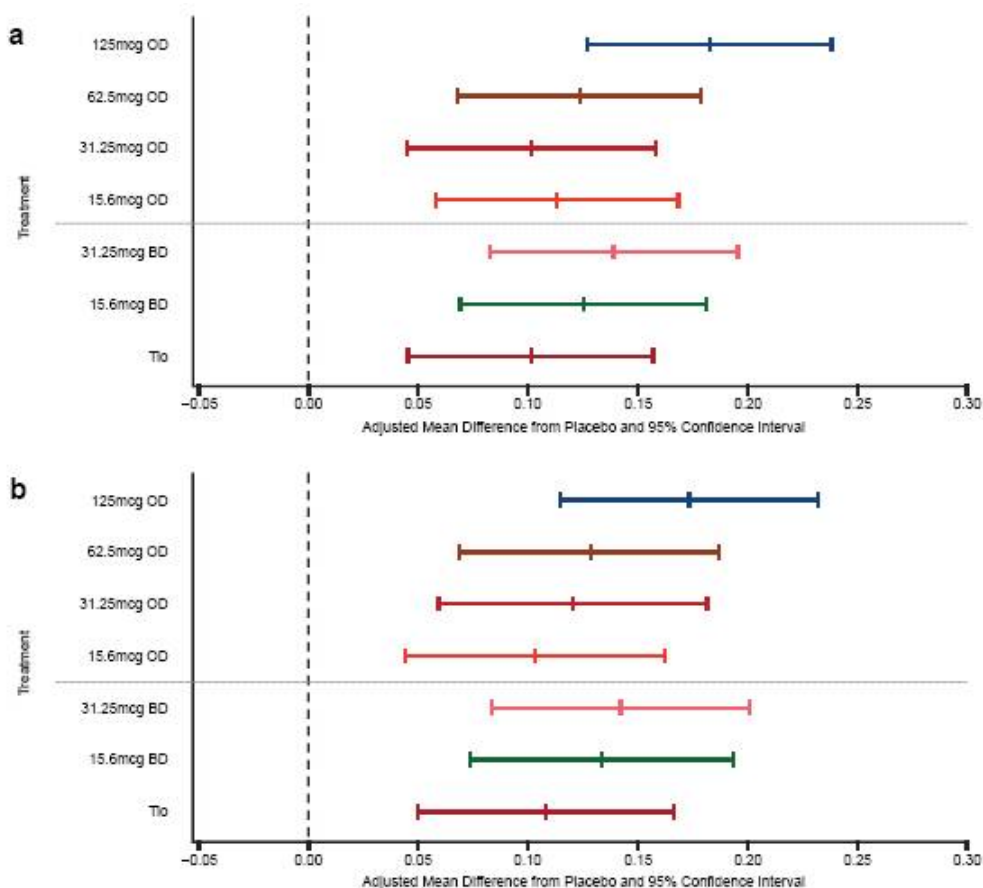 a
125mcg OD
62.5mcg OD
31.25mcg OD
15.6mcg OD
31.25mcg BD
15.6mcg BD
Tio
Treatment
−0.05 0.00 0.05 0.10 0.15 0.20 0.25 0.30
Adjusted Mean Difference from Placebo and 95% Confidence Interval
b
125mcg OD
62.5mcg OD
31.25mcg OD
15.6mcg OD
31.25mcg BD
15.6mcg BD
Tio
Treatment
−0.05 0.00 0.05 0.10 0.15 0.20 0.25 0.30
Adjusted Mean Difference from Placebo and 95% Confidence Interval